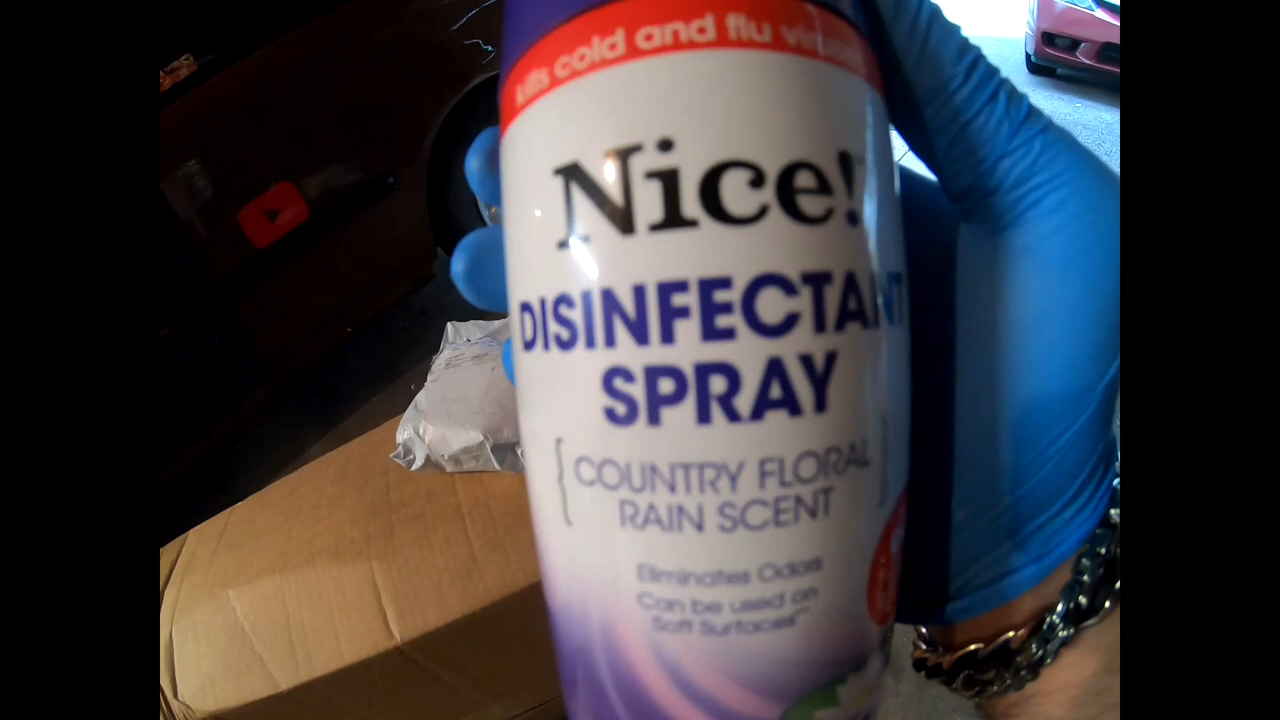 kills cold and flu viruses
Nice!
DISINFECTANT
SPRAY
COUNTRY FLORAL
RAIN SCENT
Eliminates Odors
Can be used on
Soft Surfaces